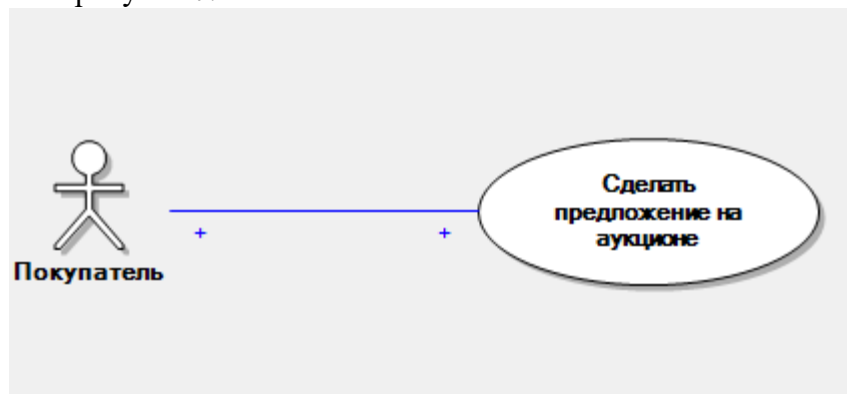 Сделать
предложение на
аукционе
+ +
Покупатель